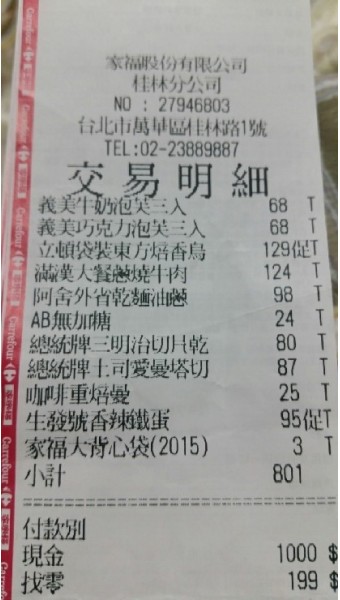 家福股份有限公司
桂林分公司
NO : 27946803
台北市萬華區桂林路1號
TEL:02-23889887
交易明細
義美牛奶泡芙三入 68 T
義美巧克力泡芙三入 68 T
立頓袋裝東方焙香烏 129促T
滿漢大餐蔥燒牛肉 124 T
阿舍外省乾麵油蔥 98 T
AB無加糖 24 T
總統牌三明治切片乾 80 T
總統牌土司愛曼塔切 87 T
咖啡重焙曼 25 T
生發號香辣鐵蛋 95促T
家福大背心袋(2015) 3 T
小計 801
付款別
現金 1000 $
找零 199 $
Carrefour
Carrefour
Carrefour
Carrefour